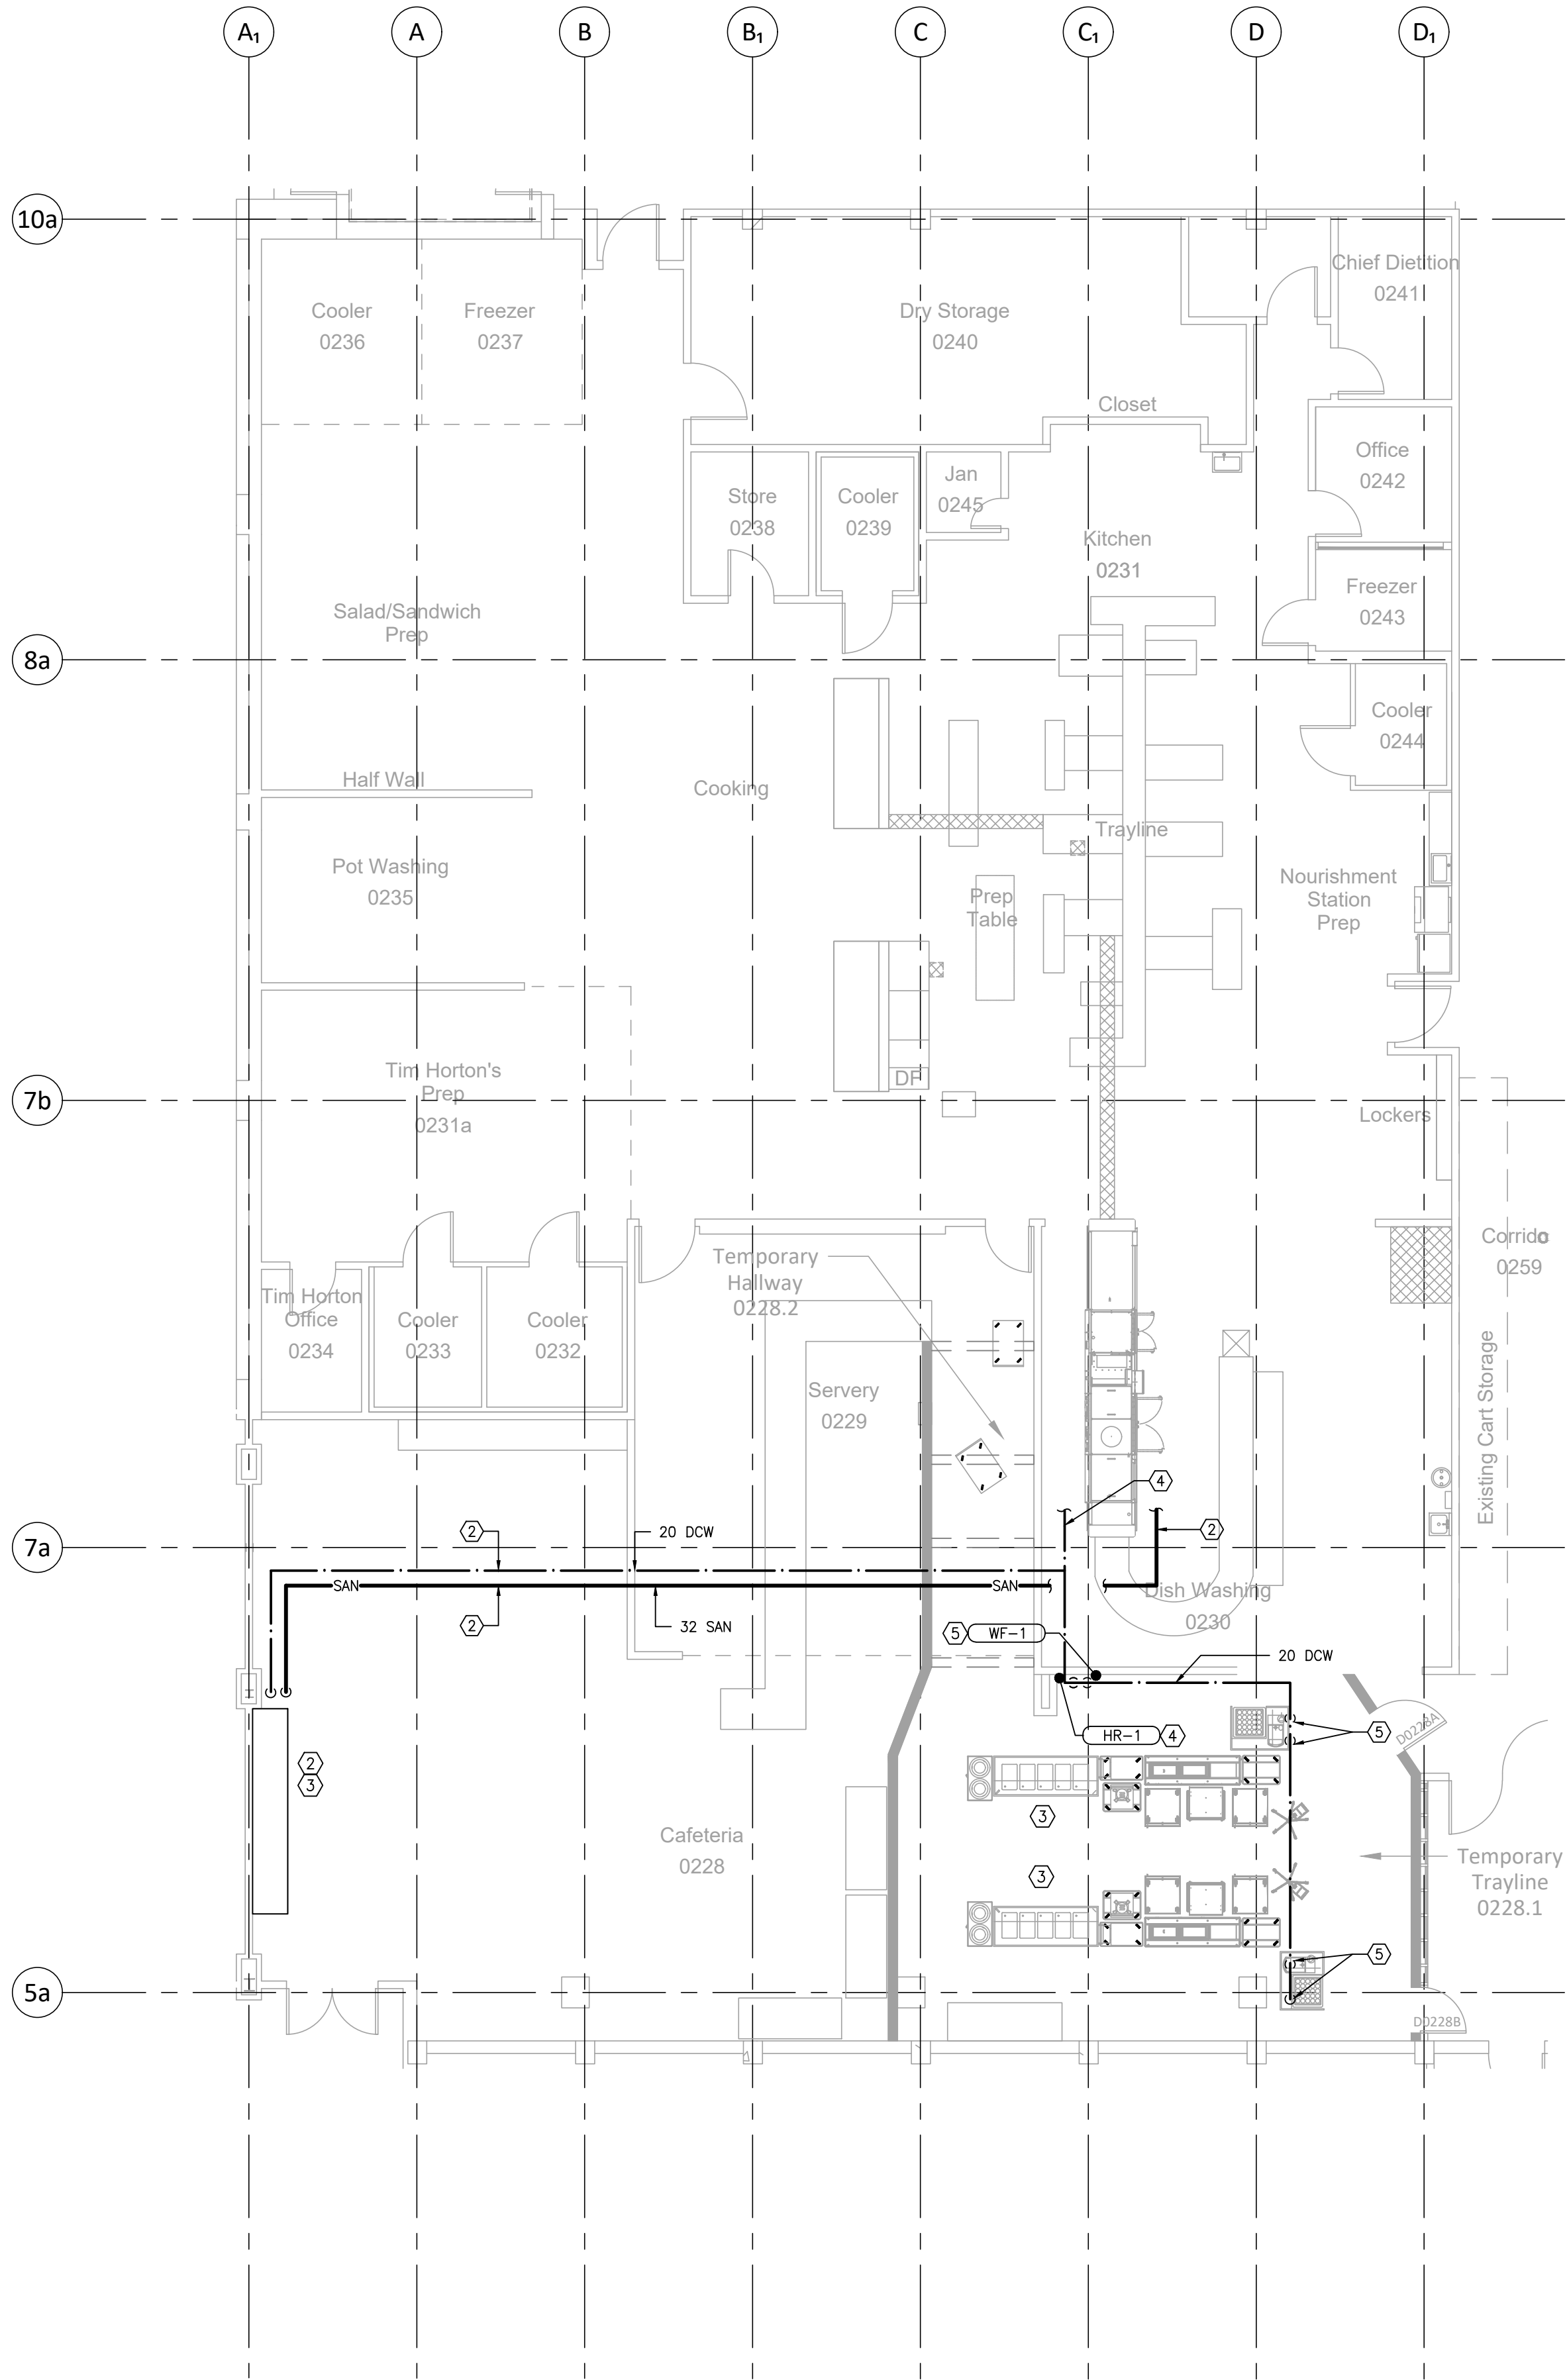 A₁
A
B
B₁
C
C₁
D
D₁
10a
Chief Dietition
0241
Cooler
0236
Freezer
0237
Dry Storage
0240
Closet
Office
0242
Jan
0245
Store
0238
Cooler
0239
Kitchen
0231
Freezer
0243
Salad/Sandwich
Prep
8a
Cooler
0244
Half Wall
Cooking
Trayline
Pot Washing
0235
Prep
Table
Nourishment
Station
Prep
Tim Horton's
Prep
0231a
DF
7b
Lockers
Temporary
Hallway
0228.2
Corrido
0259
Tim Horton
Office
0234
Cooler
0233
Cooler
0232
Servery
0229
Existing Cart Storage
4
2
20 DCW
2
7a
SAN
SAN
Dish Washing
0230
2
32 SAN
5
WF-1
20 DCW
HR-1
4
5
D0228A
2
3
3
Cafeteria
0228
3
Temporary
Trayline
0228.1
5
5a
D0228B